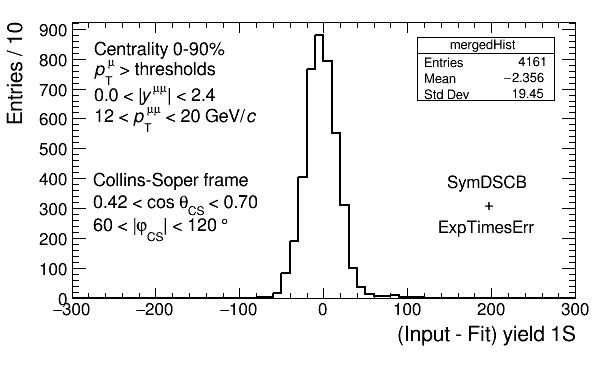 Entries / 10
900
800
700
600
500
400
300
200
100
0
Centrality 0-90%
p_T^μ > thresholds
0.0 < |y^μμ| < 2.4
12 < p_T^μμ < 20 GeV/c
Collins-Soper frame
0.42 < cos θ_CS < 0.70
60 < |φ_CS| < 120 °
mergedHist
Entries 4161
Mean −2.356
Std Dev 19.45
SymDSCB
+
ExpTimesErr
−300 −200 −100 0 100 200 300
(Input - Fit) yield 1S